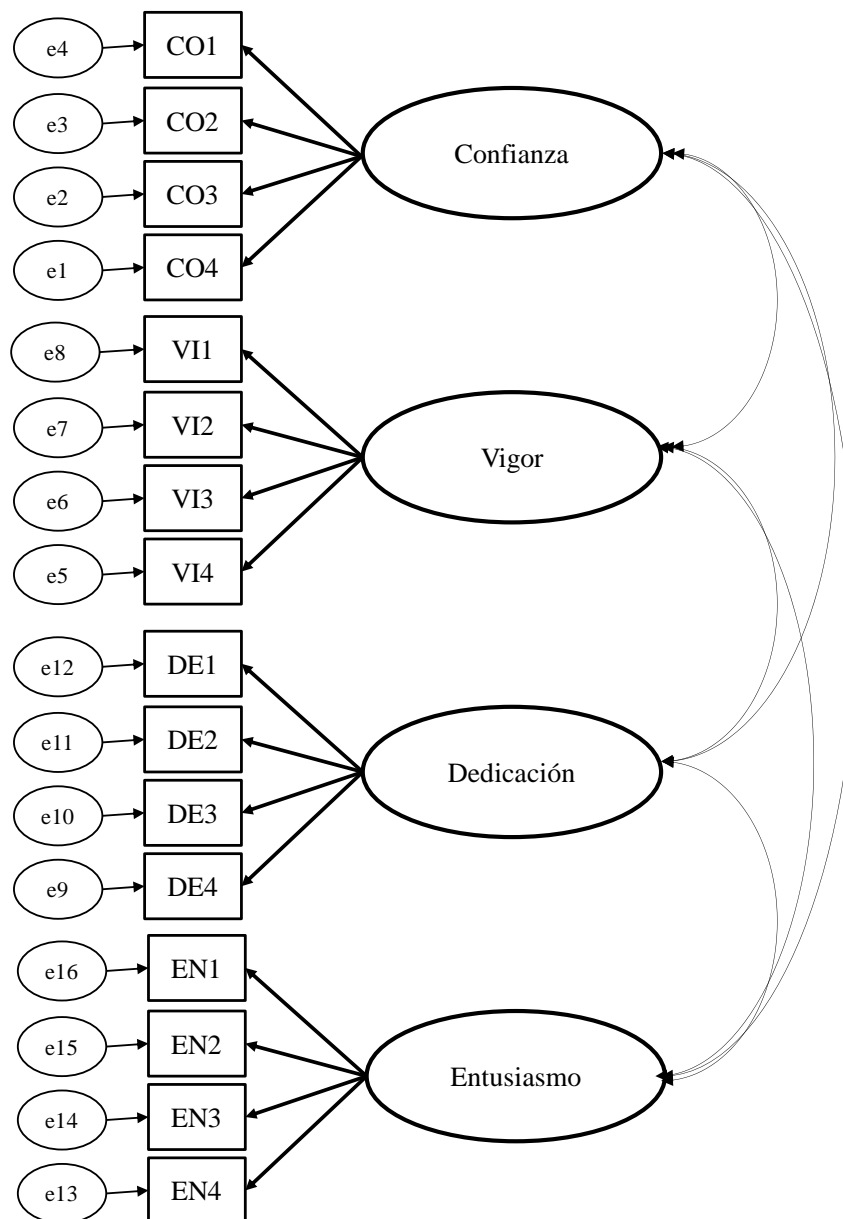 e4
CO1
e3
CO2
Confianza
e2
CO3
e1
CO4
e8
VI1
e7
VI2
Vigor
e6
VI3
e5
VI4
e12
DE1
e11
DE2
Dedicación
e10
DE3
e9
DE4
e16
EN1
e15
EN2
Entusiasmo
e14
EN3
e13
EN4